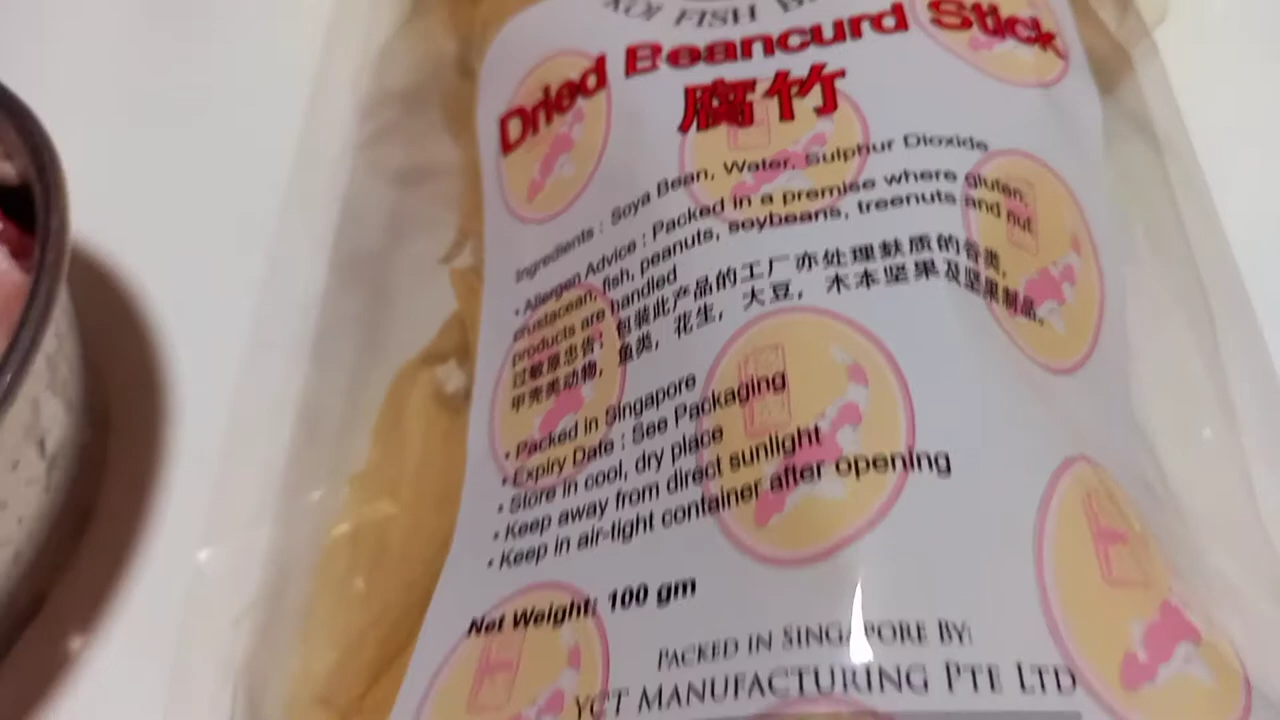 KOI FISH B
Dried Beancurd Stick
腐竹
Ingredients : Soya Bean, Water, Sulphur Dioxide
• Allergen Advice : Packed in a premise where gluten,
crustacean, fish, peanuts, soybeans, treenuts and nut
products are handled
过敏原忠告: 包装此产品的工厂亦处理麸质的谷类,
甲壳类动物, 鱼类, 花生, 大豆, 木本坚果及坚果制品。
• Packed in Singapore
• Expiry Date : See Packaging
• Store in cool, dry place
• Keep away from direct sunlight
• Keep in air-tight container after opening
Net Weight: 100 gm
PACKED IN SINGAPORE BY:
YCT MANUFACTURING PTE LTD